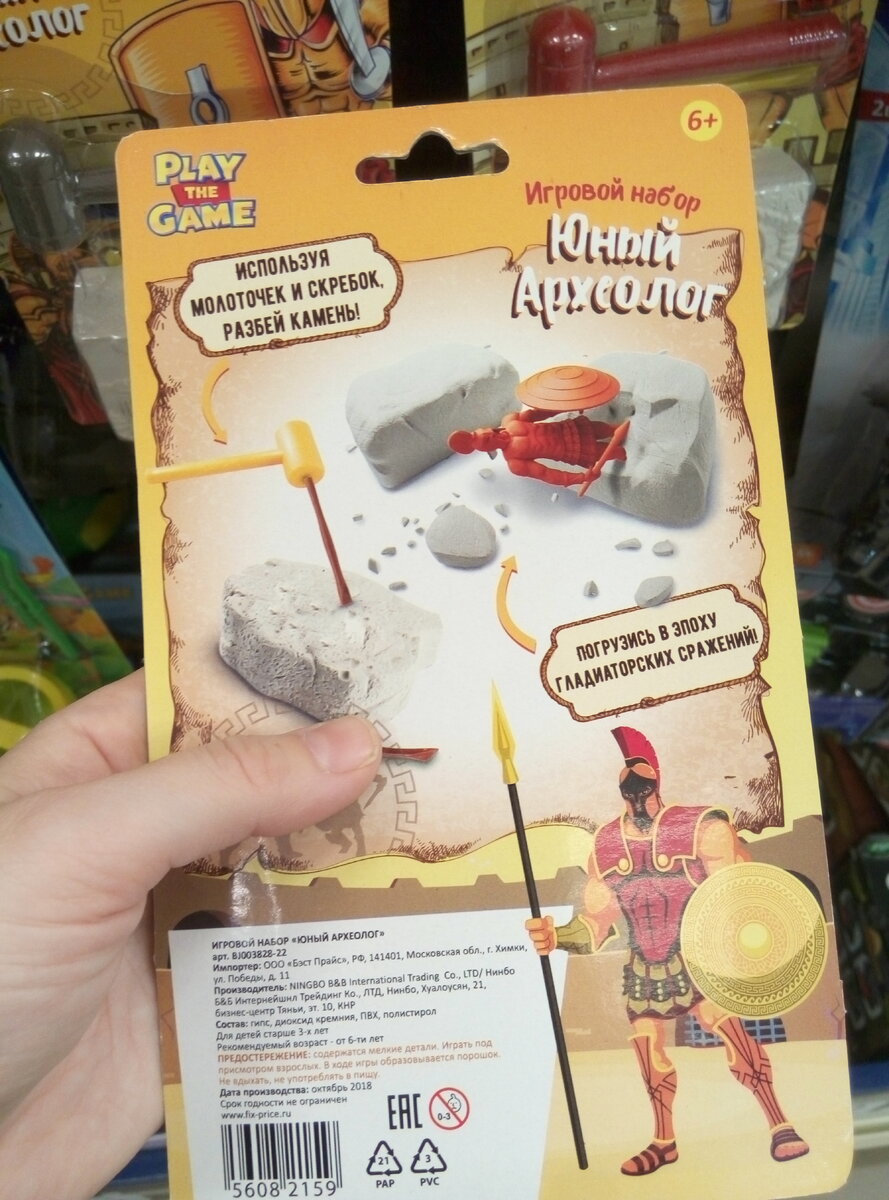 6+
PLAY
THE
GAME
Игровой набор
Юный
Археолог
ИСПОЛЬЗУЯ
МОЛОТОЧЕК И СКРЕБОК,
РАЗБЕЙ КАМЕНЬ!
ПОГРУЗИСЬ В ЭПОХУ
ГЛАДИАТОРСКИХ СРАЖЕНИЙ!
ИГРОВОЙ НАБОР «ЮНЫЙ АРХЕОЛОГ»
арт. BJ003828-22
Импортер: ООО «Бэст Прайс», РФ, 141401, Московская обл., г. Химки,
ул. Победы, д. 11
Производитель: NINGBO B&B International Trading Co., LTD/ Нинбо
Б&Б Интернейшнл Трейдинг Ко., ЛТД, Нинбо, Хуалоусян, 21,
бизнес-центр Тяньи, эт. 10, КНР
Состав: гипс, диоксид кремния, ПВХ, полистирол
Для детей старше 3-х лет
Рекомендуемый возраст - от 6-ти лет
ПРЕДОСТЕРЕЖЕНИЕ: содержатся мелкие детали. Играть под
присмотром взрослых. В ходе игры образовывается порошок.
Не вдыхать, не употреблять в пищу.
Дата производства: октябрь 2018
Срок годности не ограничен
www.fix-price.ru
EAC
0-3
21
PAP
3
PVC
5608 2159